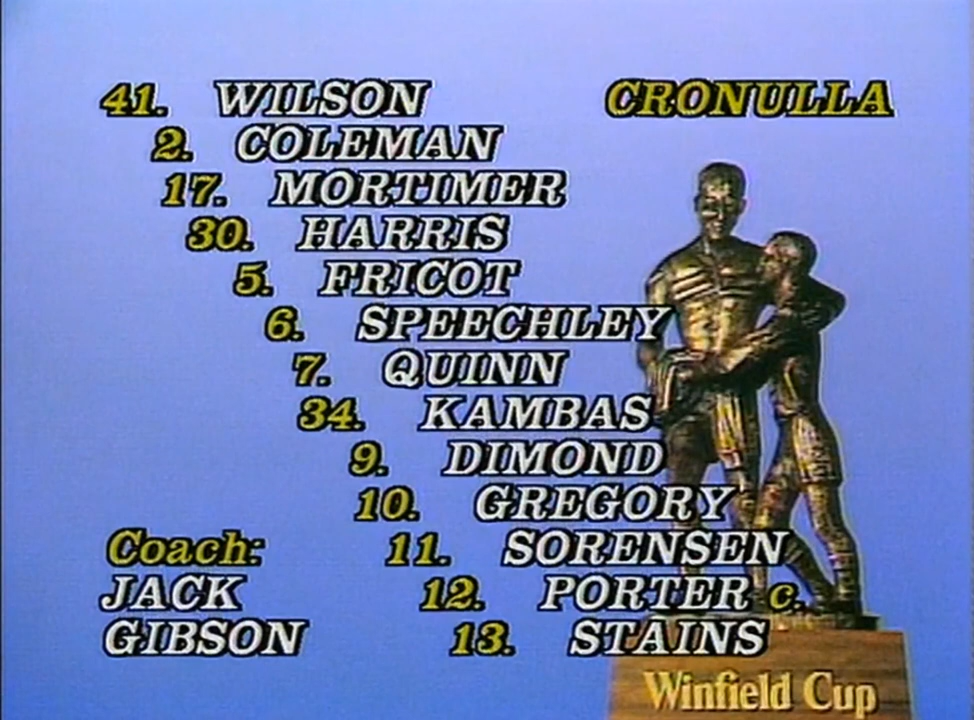 41. WILSON CRONULLA
2. COLEMAN
17. MORTIMER
30. HARRIS
5. FRICOT
6. SPEECHLEY
7. QUINN
34. KAMBAS
9. DIMOND
10. GREGORY
Coach: 11. SORENSEN
JACK 12. PORTER c.
GIBSON 13. STAINS
Winfield Cup